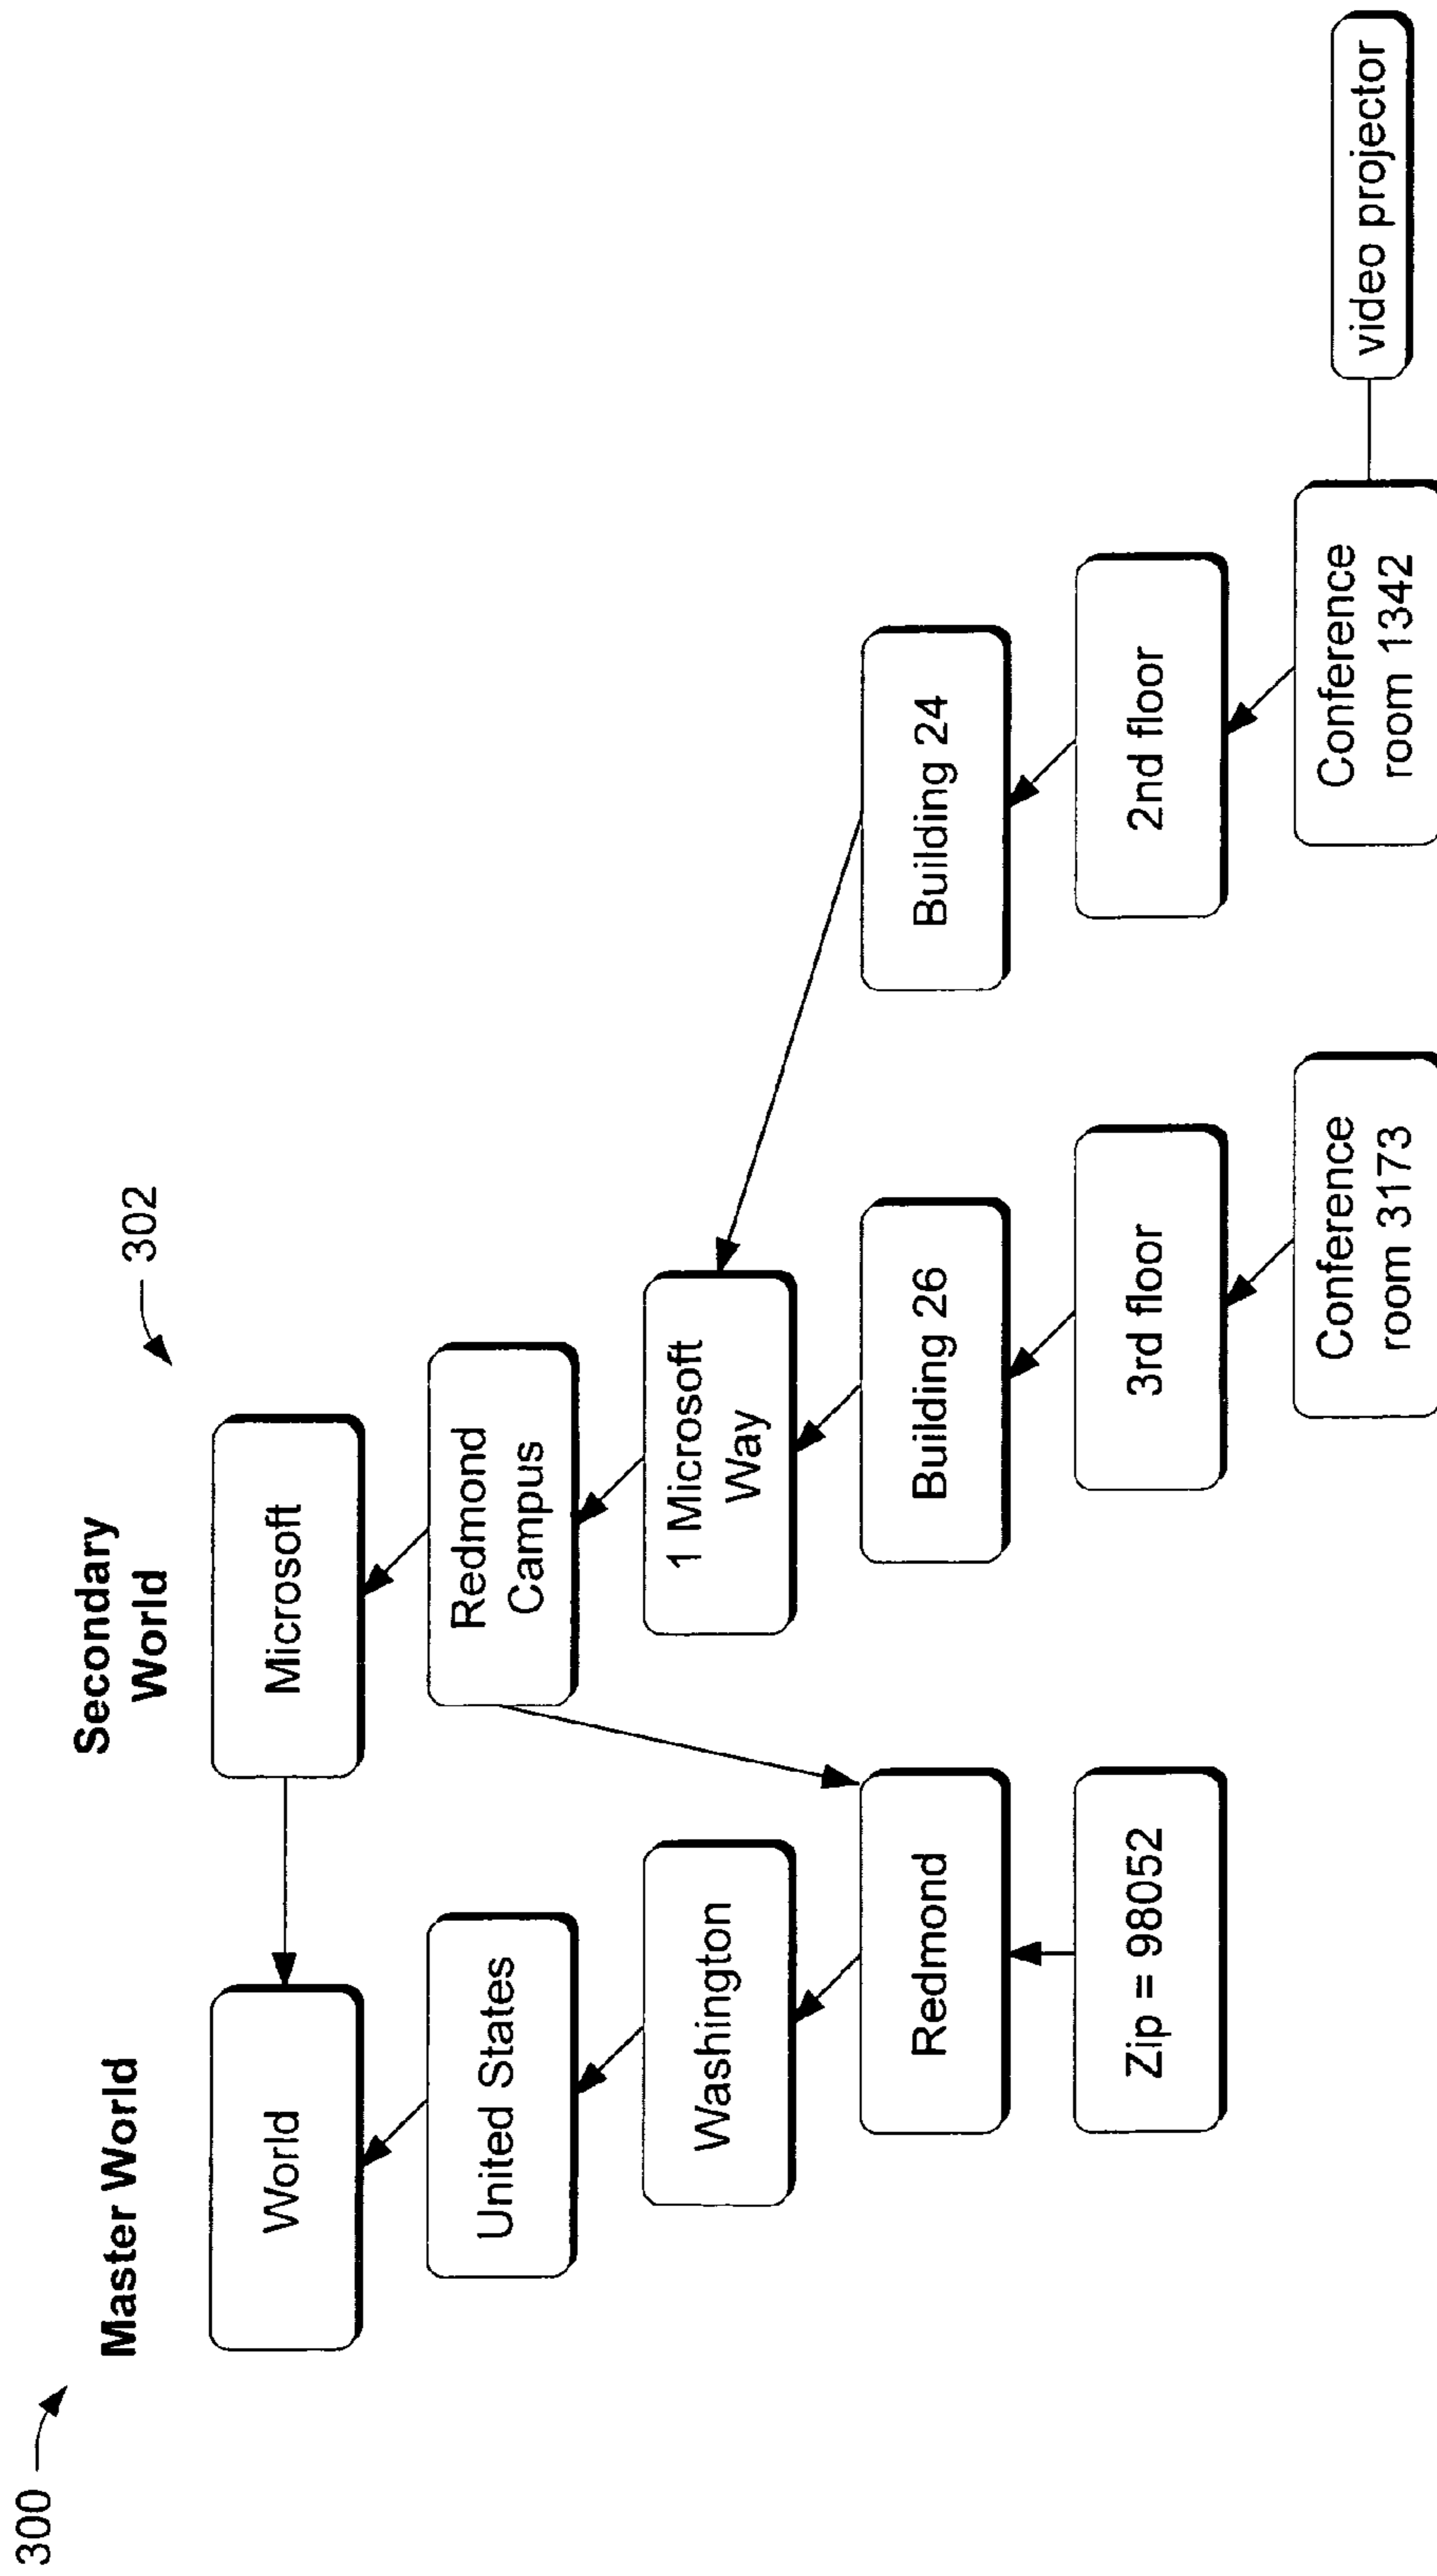 300
Master World
Secondary
World
302
World
Microsoft
United States
Redmond
Campus
Washington
1 Microsoft
Way
Redmond
Building 26
Building 24
Zip = 98052
3rd floor
2nd floor
Conference
room 3173
Conference
room 1342
video projector